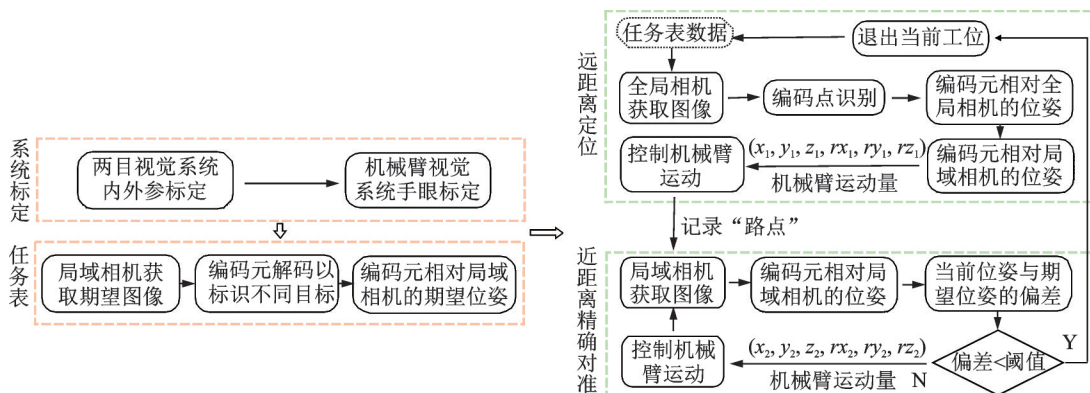 系统标定
两目视觉系统
内外参标定
机械臂视觉
系统手眼标定
任务表
局域相机获
取期望图像
编码元解码以
标识不同目标
编码元相对局域
相机的期望位姿
远距离定位
任务表数据
退出当前工位
全局相机
获取图像
编码点识别
编码元相对全
局相机的位姿
控制机械臂
运动
(x₁, y₁, z₁, rx₁, ry₁, rz₁)
机械臂运动量
编码元相对局
域相机的位姿
记录“路点”
近距离精确对准
局域相机
获取图像
编码元相对局
域相机的位姿
当前位姿与期
望位姿的偏差
控制机械
臂运动
(x₂, y₂, z₂, rx₂, ry₂, rz₂)
机械臂运动量 N
偏差<阈值
Y